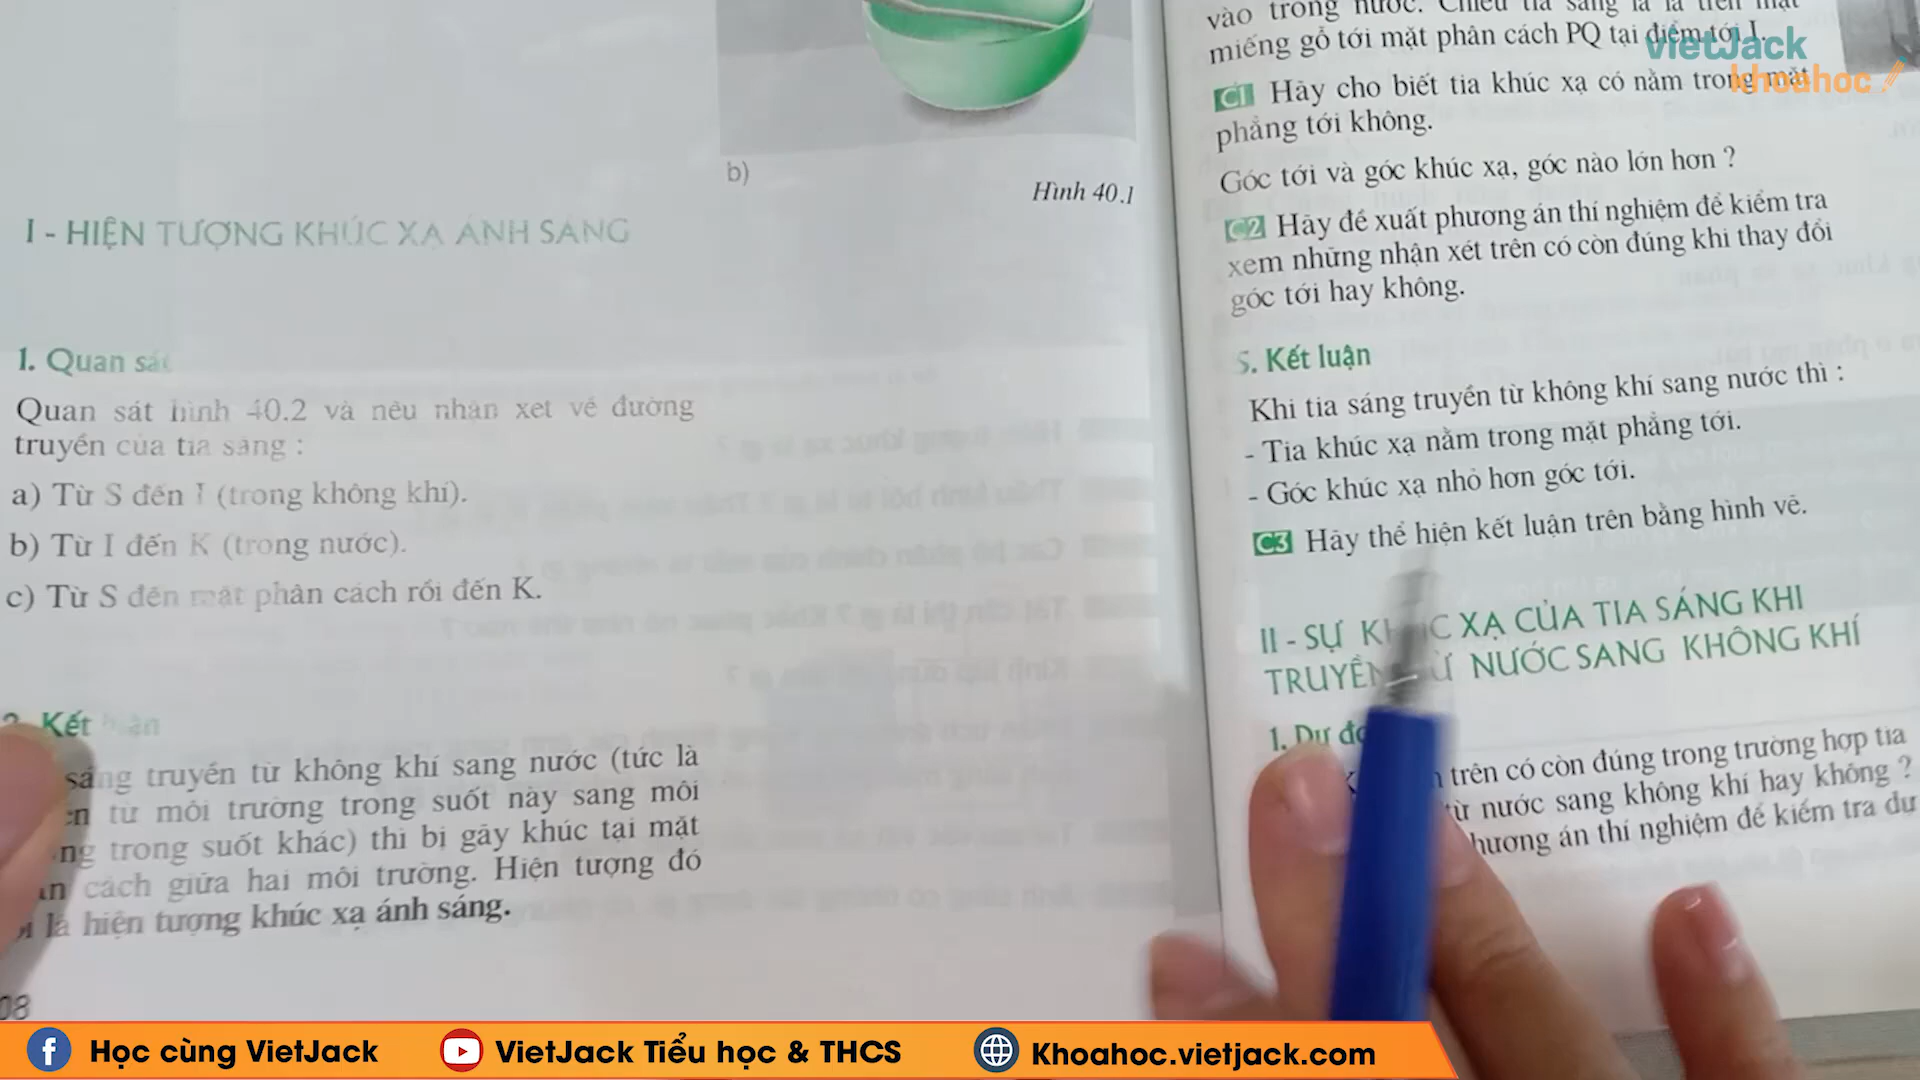 b)
Hình 40.1
I - HIỆN TƯỢNG KHÚC XẠ ÁNH SÁNG
1. Quan sát
Quan sát hình 40.2 và nêu nhận xét về đường
truyền của tia sáng :
a) Từ S đến I (trong không khí).
b) Từ I đến K (trong nước).
c) Từ S đến mặt phân cách rồi đến K.
Kết luận
sáng truyền từ không khí sang nước (tức là
từ môi trường trong suốt này sang môi
trong suốt khác) thì bị gãy khúc tại mặt
cách giữa hai môi trường. Hiện tượng đó
là hiện tượng khúc xạ ánh sáng.
08
vào trong nước. Chiếu tia sáng là là trên mặt
miếng gỗ tới mặt phân cách PQ tại điểm tới I.
C1 Hãy cho biết tia khúc xạ có nằm trong mặt
phẳng tới không.
Góc tới và góc khúc xạ, góc nào lớn hơn ?
C2 Hãy đề xuất phương án thí nghiệm để kiểm tra
xem những nhận xét trên có còn đúng khi thay đổi
góc tới hay không.
5. Kết luận
Khi tia sáng truyền từ không khí sang nước thì :
- Tia khúc xạ nằm trong mặt phẳng tới.
- Góc khúc xạ nhỏ hơn góc tới.
C3 Hãy thể hiện kết luận trên bằng hình vẽ.
II - SỰ KHÚC XẠ CỦA TIA SÁNG KHI
TRUYỀN TỪ NƯỚC SANG KHÔNG KHÍ
1. Dự
trên có còn đúng trong trường hợp tia
từ nước sang không khí hay không ?
phương án thí nghiệm để kiểm tra dự
vietJack
khoahoc
Học cùng VietJack
VietJack Tiểu học & THCS
Khoahoc.vietjack.com